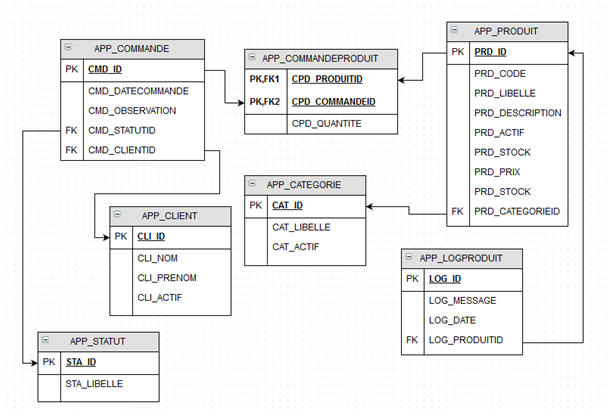 APP_COMMANDE
PK CMD_ID
CMD_DATECOMMANDE
CMD_OBSERVATION
FK CMD_STATUTID
FK CMD_CLIENTID
APP_COMMANDEPRODUIT
PK,FK1 CPD_PRODUITID
PK,FK2 CPD_COMMANDEID
CPD_QUANTITE
APP_PRODUIT
PK PRD_ID
PRD_CODE
PRD_LIBELLE
PRD_DESCRIPTION
PRD_ACTIF
PRD_STOCK
PRD_PRIX
PRD_STOCK
FK PRD_CATEGORIEID
APP_CATEGORIE
PK CAT_ID
CAT_LIBELLE
CAT_ACTIF
APP_CLIENT
PK CLI_ID
CLI_NOM
CLI_PRENOM
CLI_ACTIF
APP_LOGPRODUIT
PK LOG_ID
LOG_MESSAGE
LOG_DATE
FK LOG_PRODUITID
APP_STATUT
PK STA_ID
STA_LIBELLE